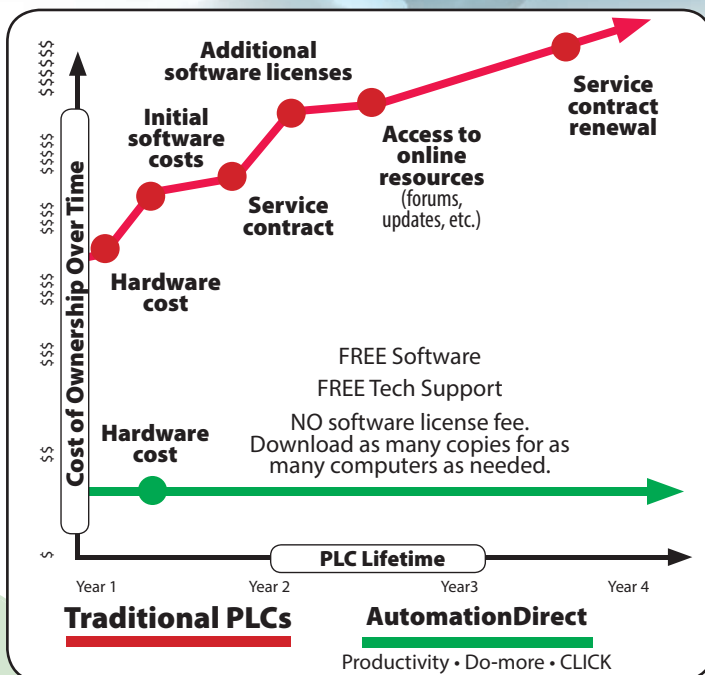 Additional
software licenses
Initial
software
costs
Service
contract
renewal
Access to
online
resources
(forums,
updates, etc.)
Service
contract
Hardware
cost
Cost of Ownership Over Time
$$$$$$
$$$$$
$$$$
$$$$
$$$
$$
$
FREE Software
FREE Tech Support
NO software license fee.
Download as many copies for as
many computers as needed.
Hardware
cost
PLC Lifetime
Year 1
Year 2
Year3
Year 4
Traditional PLCs
AutomationDirect
Productivity • Do-more • CLICK